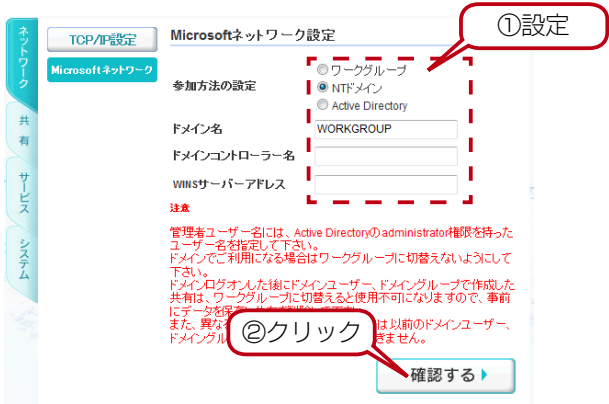 ネットワーク
共有
サービス
システム
TCP/IP設定
Microsoftネットワーク
Microsoftネットワーク設定
①設定
参加方法の設定
ワークグループ
NTドメイン
Active Directory
ドメイン名
WORKGROUP
ドメインコントローラー名
WINSサーバーアドレス
注意
管理者ユーザー名には、Active Directoryのadministrator権限を持った
ユーザー名を指定して下さい。
ドメインでご利用になる場合はワークグループに切替えないようにして
下さい。
ドメインログオンした後にドメインユーザー、ドメイングループで作成した
共有は、ワークグループに切替えると使用不可になりますので、事前
にデータを
また、異な
は以前のドメインユーザー、
ドメイングル
きません。
②クリック
確認する